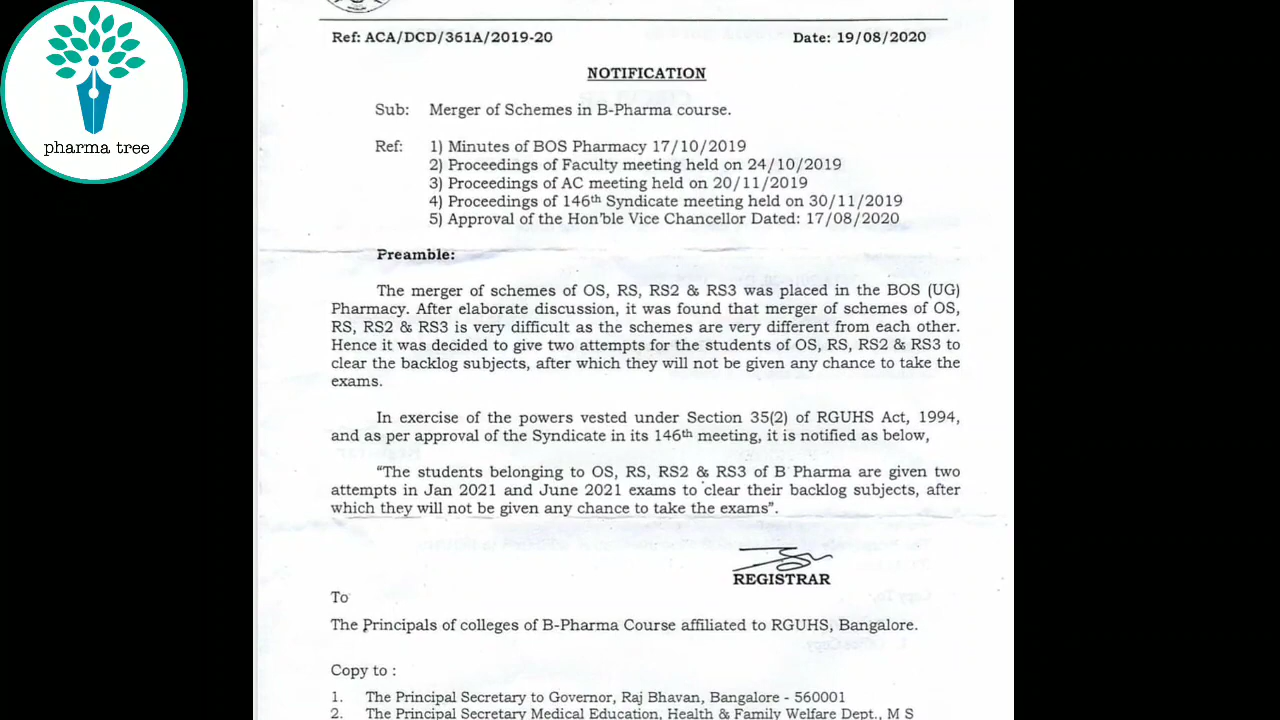 pharma tree
Ref: ACA/DCD/361A/2019-20 Date: 19/08/2020
NOTIFICATION
Sub: Merger of Schemes in B-Pharma course.
Ref: 1) Minutes of BOS Pharmacy 17/10/2019
2) Proceedings of Faculty meeting held on 24/10/2019
3) Proceedings of AC meeting held on 20/11/2019
4) Proceedings of 146th Syndicate meeting held on 30/11/2019
5) Approval of the Hon'ble Vice Chancellor Dated: 17/08/2020
Preamble:
The merger of schemes of OS, RS, RS2 & RS3 was placed in the BOS (UG)
Pharmacy. After elaborate discussion, it was found that merger of schemes of OS,
RS, RS2 & RS3 is very difficult as the schemes are very different from each other.
Hence it was decided to give two attempts for the students of OS, RS, RS2 & RS3 to
clear the backlog subjects, after which they will not be given any chance to take the
exams.
In exercise of the powers vested under Section 35(2) of RGUHS Act, 1994,
and as per approval of the Syndicate in its 146th meeting, it is notified as below,
"The students belonging to OS, RS, RS2 & RS3 of B Pharma are given two
attempts in Jan 2021 and June 2021 exams to clear their backlog subjects, after
which they will not be given any chance to take the exams".
REGISTRAR
To
The Principals of colleges of B-Pharma Course affiliated to RGUHS, Bangalore.
Copy to :
1. The Principal Secretary to Governor, Raj Bhavan, Bangalore - 560001
2. The Principal Secretary Medical Education, Health & Family Welfare Dept., M S